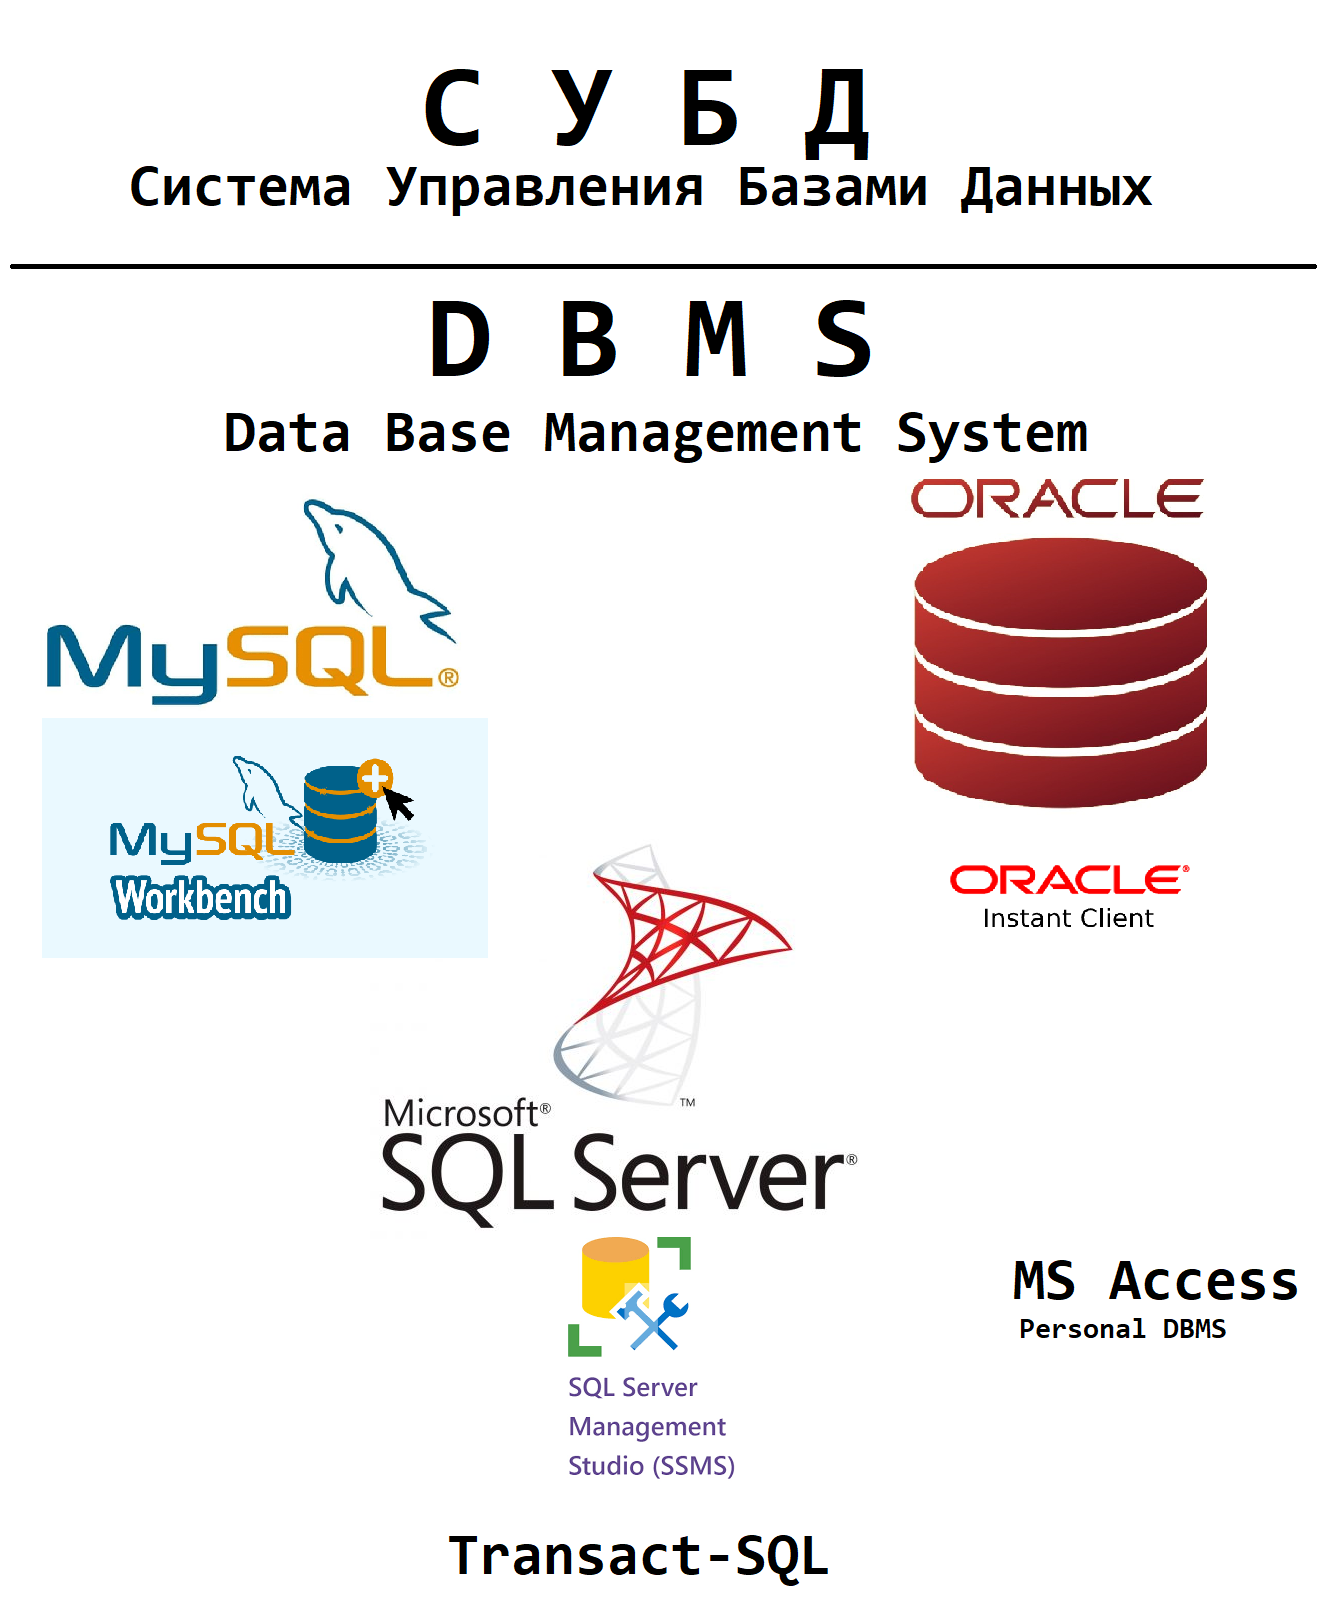 С У Б Д
Система Управления Базами Данных
D B M S
Data Base Management System
ORACLE
MySQL®
MySQL
Workbench
ORACLE®
Instant Client
TM
Microsoft®
SQL Server®
MS Access
Personal DBMS
SQL Server
Management
Studio (SSMS)
Transact-SQL